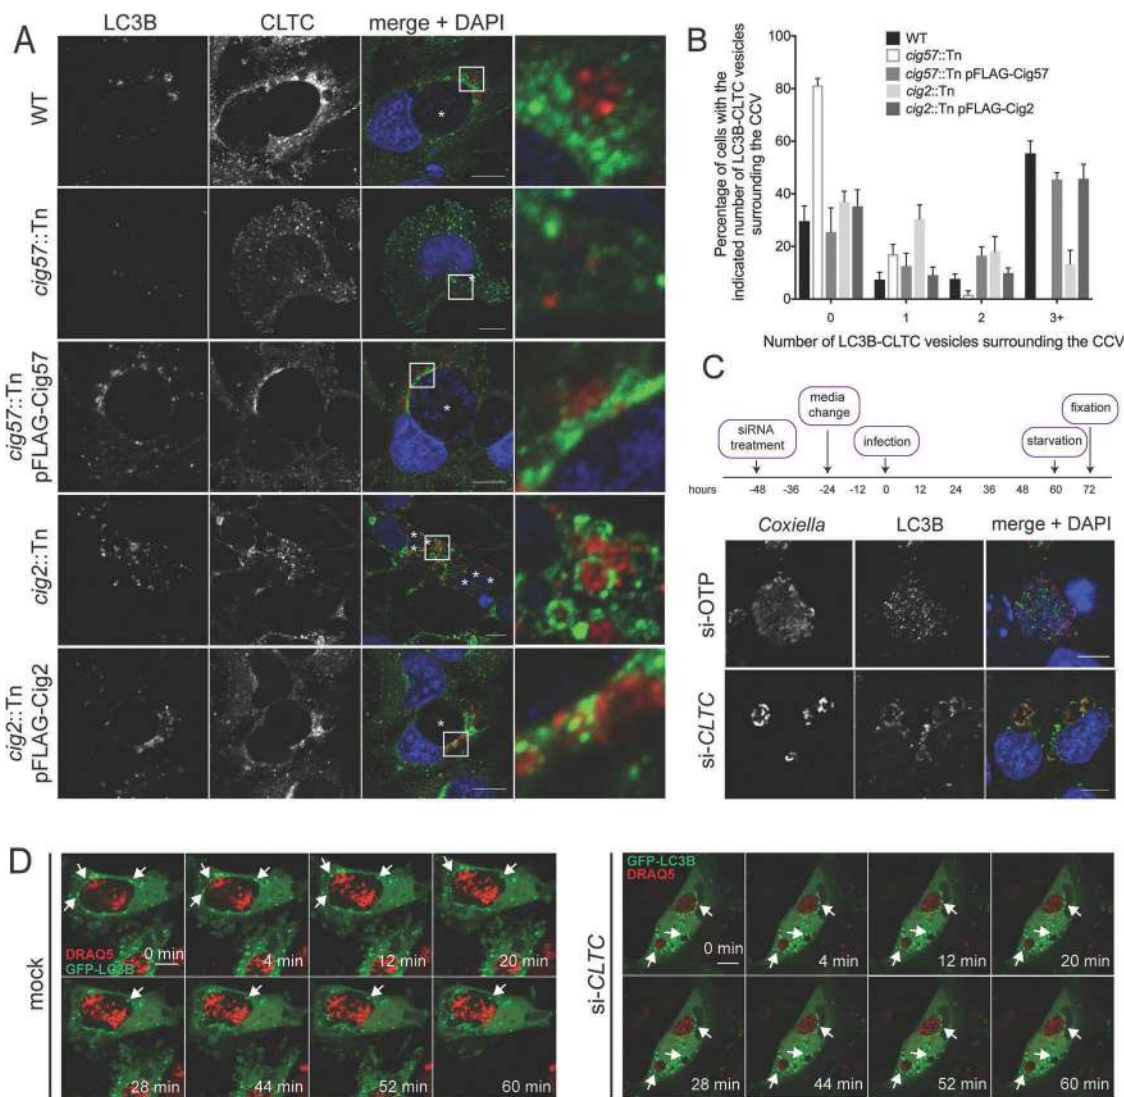 A
LC3B
CLTC
merge + DAPI
WT
cig57::Tn
cig57::Tn
pFLAG-Cig57
cig2::Tn
cig2::Tn
pFLAG-Cig2
B
Percentage of cells with the
indicated number of LC3B-CLTC vesicles
surrounding the CCV
100
80
60
40
20
0
WT
cig57::Tn
cig57::Tn pFLAG-Cig57
cig2::Tn
cig2::Tn pFLAG-Cig2
0 1 2 3+
Number of LC3B-CLTC vesicles surrounding the CCV
C
siRNA
treatment
media
change
infection
starvation
fixation
hours -48 -36 -24 -12 0 12 24 36 48 60 72
Coxiella
LC3B
merge + DAPI
si-OTP
si-CLTC
D
mock
DRAQ5
GFP-LC3B
0 min
4 min
12 min
20 min
28 min
44 min
52 min
60 min
si-CLTC
GFP-LC3B
DRAQ5
0 min
4 min
12 min
20 min
28 min
44 min
52 min
60 min